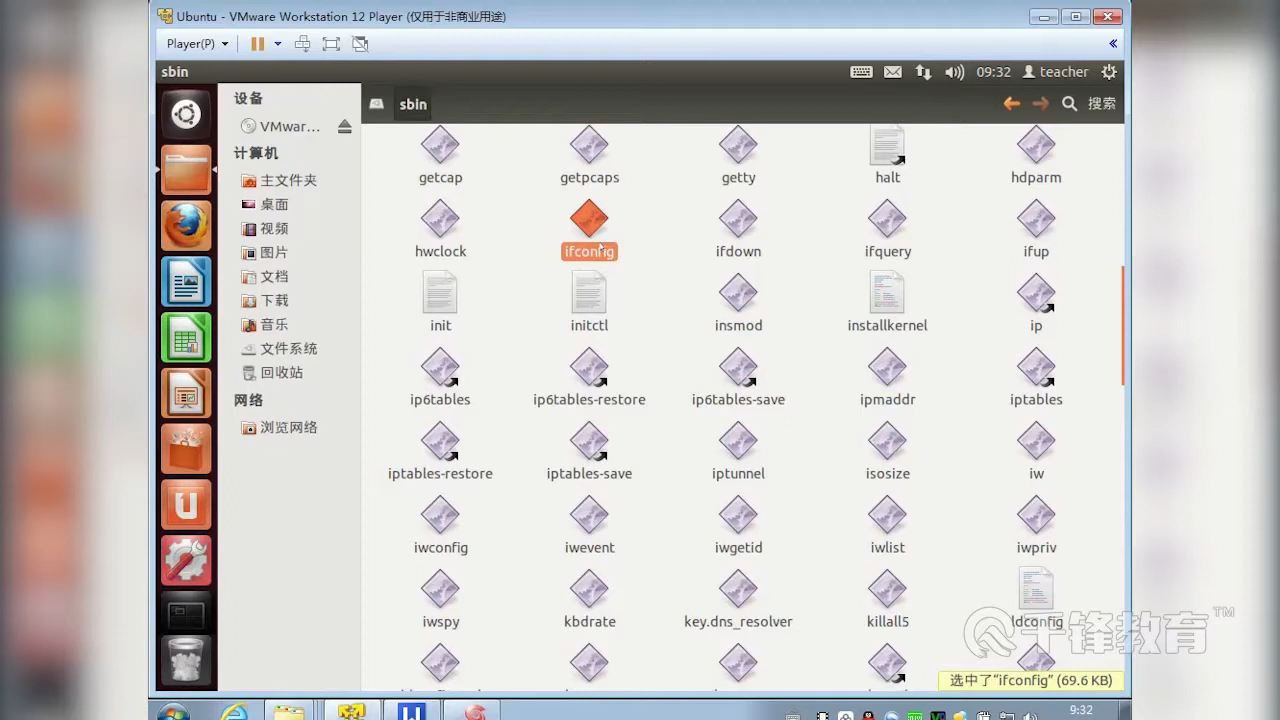 Ubuntu - VMware Workstation 12 Player (仅用于非商业用途)
Player(P)
«
sbin
09:32 teacher
设备
VMwar...
计算机
主文件夹
桌面
视频
图片
文档
下载
音乐
文件系统
回收站
网络
浏览网络
sbin
搜索
getcap getpcaps getty halt hdparm
hwclock ifconfig ifdown ifquery ifup
init initctl insmod installkernel ip
ip6tables ip6tables-restore ip6tables-save ipmaddr iptables
iptables-restore iptables-save iptunnel isosize iw
iwconfig iwevent iwgetid iwlist iwpriv
iwspy kbdrate key.dns_resolver killall5 ldconfig
千锋教育 TM
选中了“ifconfig” (69.6 KB)
9:32